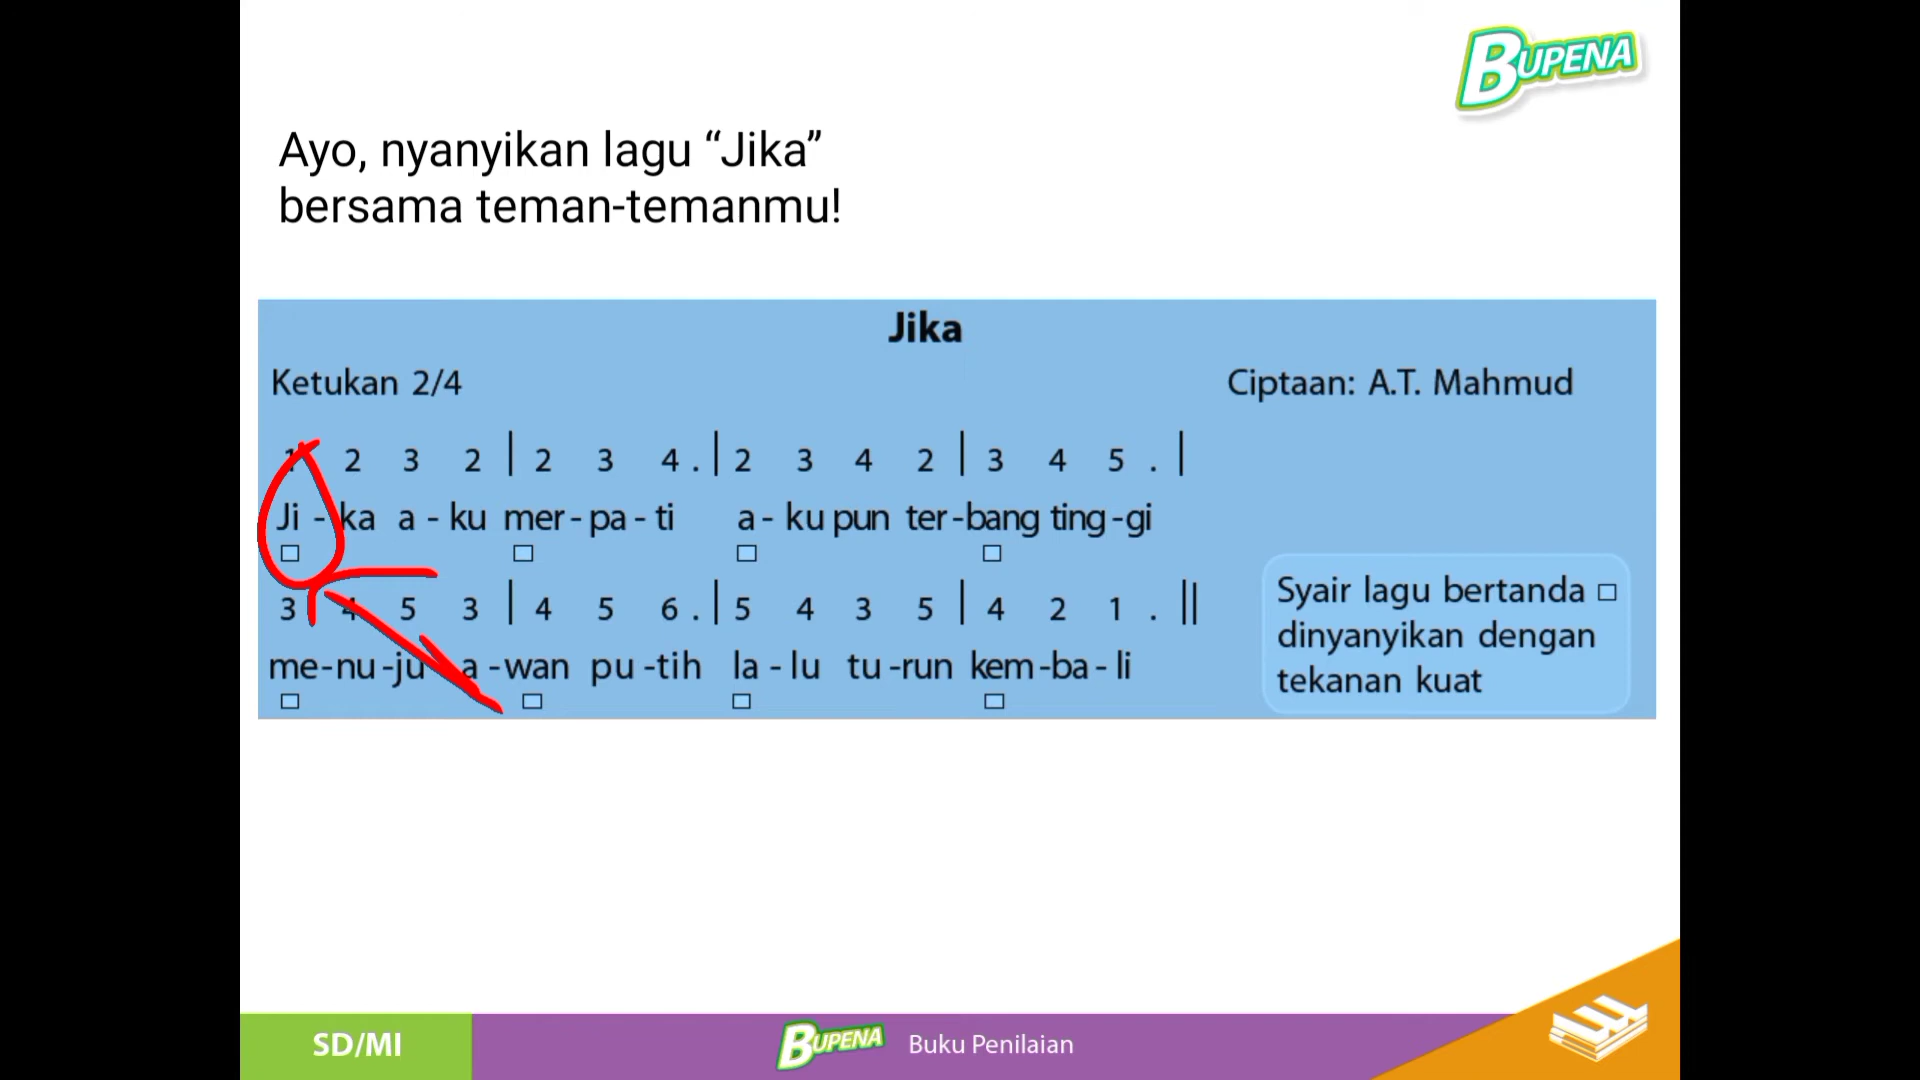 BUPENA
Ayo, nyanyikan lagu “Jika”
bersama teman-temanmu!
Jika
Ketukan 2/4
Ciptaan: A.T. Mahmud
1 2 3 2 | 2 3 4 . | 2 3 4 2 | 3 4 5 . |
Ji - ka a - ku mer - pa - ti a - ku pun ter - bang ting - gi
3 4 5 3 | 4 5 6 . | 5 4 3 5 | 4 2 1 . ||
me - nu - ju a - wan pu - tih la - lu tu - run kem - ba - li
Syair lagu bertanda □
dinyanyikan dengan
tekanan kuat
SD/MI
BUPENA Buku Penilaian